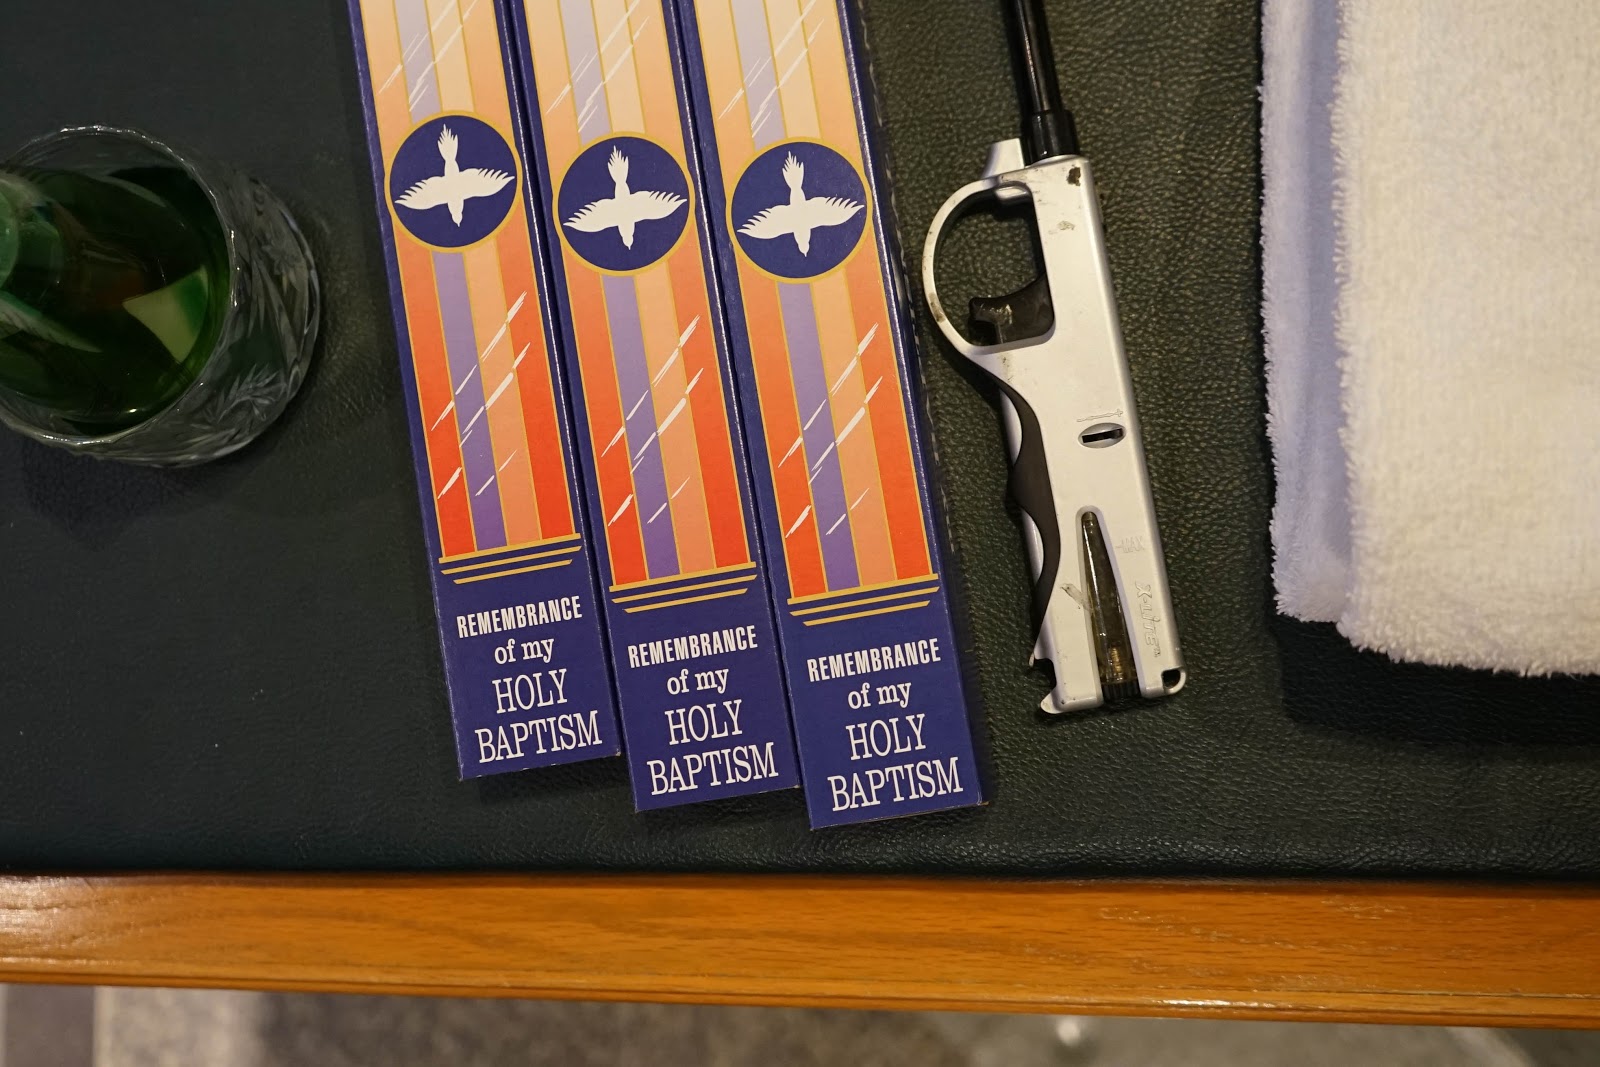 REMEMBRANCE
of my
HOLY
BAPTISM
REMEMBRANCE
of my
HOLY
BAPTISM
REMEMBRANCE
of my
HOLY
BAPTISM